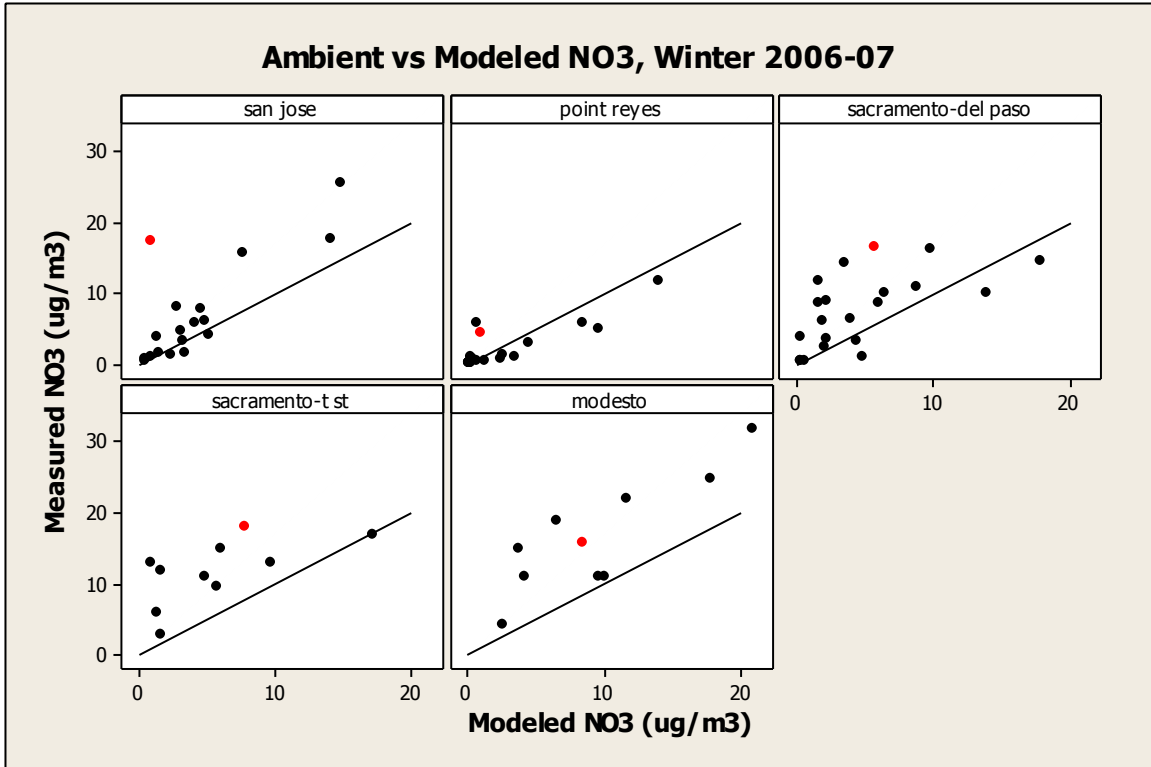 Ambient vs Modeled NO3, Winter 2006-07
san jose
point reyes
sacramento-del paso
30
20
10
0
0 10 20
sacramento-t st
modesto
30
20
10
0
0 10 20
0 10 20
Measured NO3 (ug/m3)
Modeled NO3 (ug/m3)